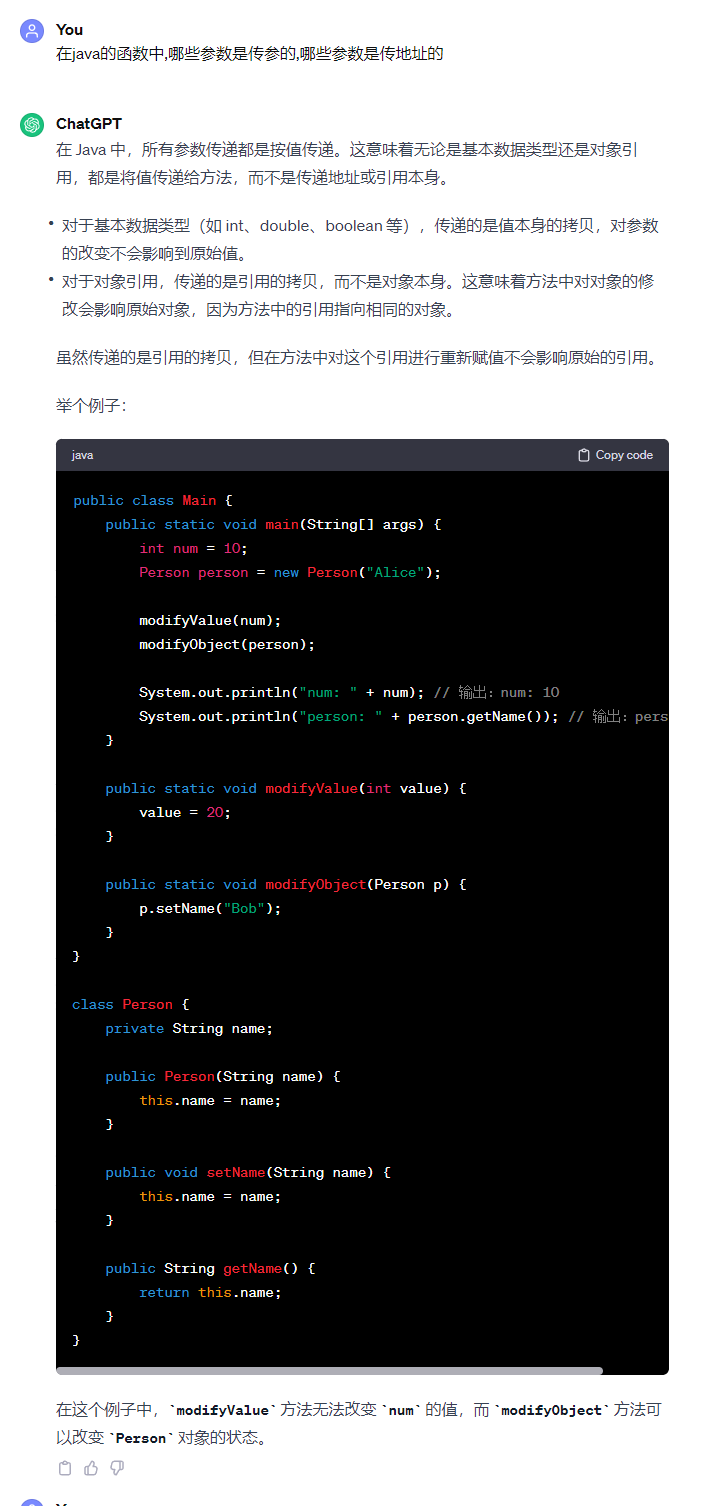 You
在java的函数中,哪些参数是传参的,哪些参数是传地址的
ChatGPT
在 Java 中，所有参数传递都是按值传递。这意味着无论是基本数据类型还是对象引
用，都是将值传递给方法，而不是传递地址或引用本身。
• 对于基本数据类型（如 int、double、boolean 等），传递的是值本身的拷贝，对参数
的改变不会影响到原始值。
• 对于对象引用，传递的是引用的拷贝，而不是对象本身。这意味着方法中对对象的修
改会影响原始对象，因为方法中的引用指向相同的对象。
虽然传递的是引用的拷贝，但在方法中对这个引用进行重新赋值不会影响原始的引用。
举个例子：
java Copy code
public class Main {
    public static void main(String[] args) {
        int num = 10;
        Person person = new Person("Alice");
        modifyValue(num);
        modifyObject(person);
        System.out.println("num: " + num); // 输出：num: 10
        System.out.println("person: " + person.getName()); // 输出：pers
    }
    public static void modifyValue(int value) {
        value = 20;
    }
    public static void modifyObject(Person p) {
        p.setName("Bob");
    }
}
class Person {
    private String name;
    public Person(String name) {
        this.name = name;
    }
    public void setName(String name) {
        this.name = name;
    }
    public String getName() {
        return this.name;
    }
}
在这个例子中，`modifyValue` 方法无法改变 `num` 的值，而 `modifyObject` 方法可
以改变 `Person` 对象的状态。